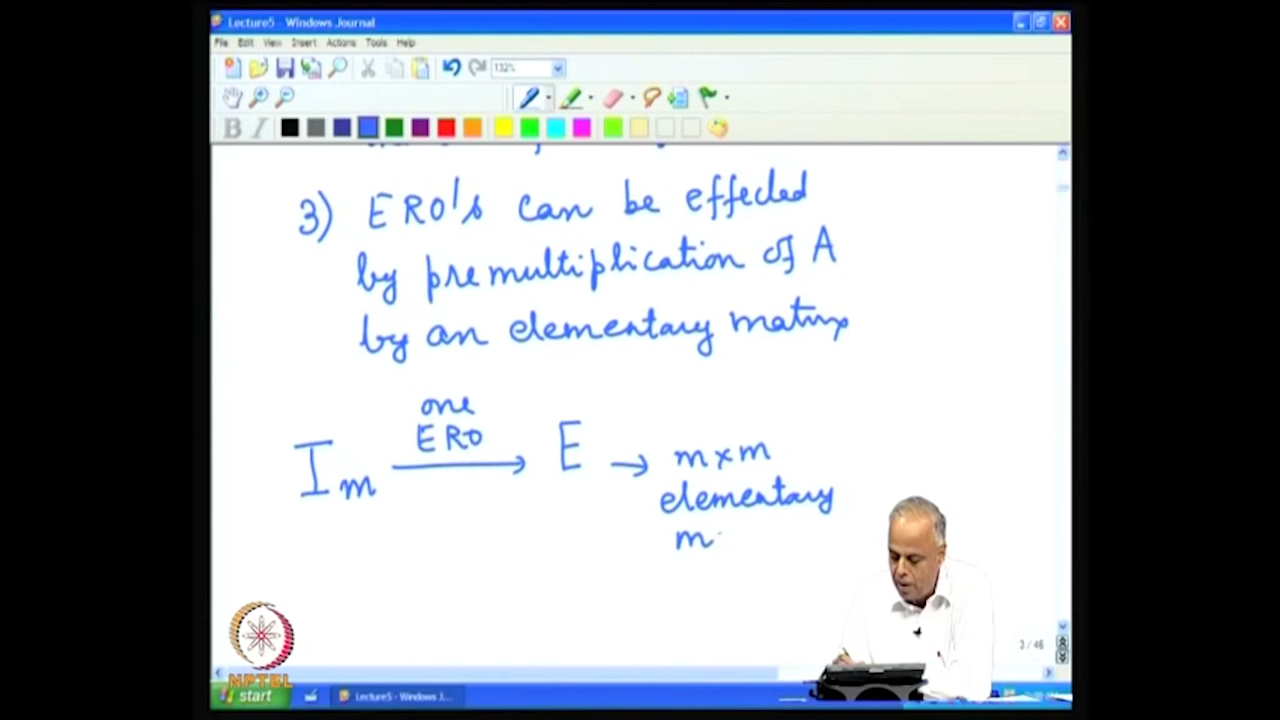 Lecture5 - Windows Journal
File Edit View Insert Actions Tools Help
132%
B I
3) ERO's can be effected
by premultiplication of A
by an elementary matrix
one
ERO
I m → E → m x m
elementary
m
3 / 46
NPTEL
start Lecture5 - Windows J...